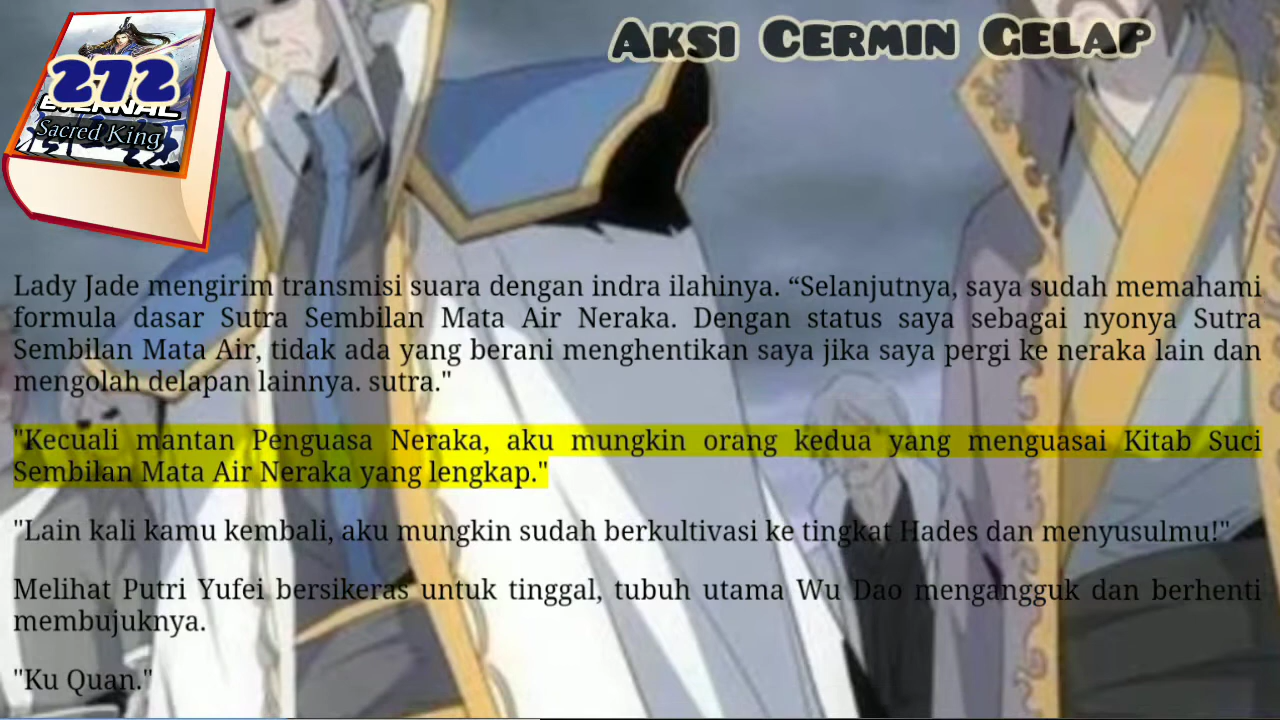 Aksi Cermin Gelap
272
ETERNAL
Sacred King
Lady Jade mengirim transmisi suara dengan indra ilahinya. “Selanjutnya, saya sudah memahami
formula dasar Sutra Sembilan Mata Air Neraka. Dengan status saya sebagai nyonya Sutra
Sembilan Mata Air, tidak ada yang berani menghentikan saya jika saya pergi ke neraka lain dan
mengolah delapan lainnya. sutra."
"Kecuali mantan Penguasa Neraka, aku mungkin orang kedua yang menguasai Kitab Suci
Sembilan Mata Air Neraka yang lengkap."
"Lain kali kamu kembali, aku mungkin sudah berkultivasi ke tingkat Hades dan menyusulmu!"
Melihat Putri Yufei bersikeras untuk tinggal, tubuh utama Wu Dao mengangguk dan berhenti
membujuknya.
"Ku Quan."